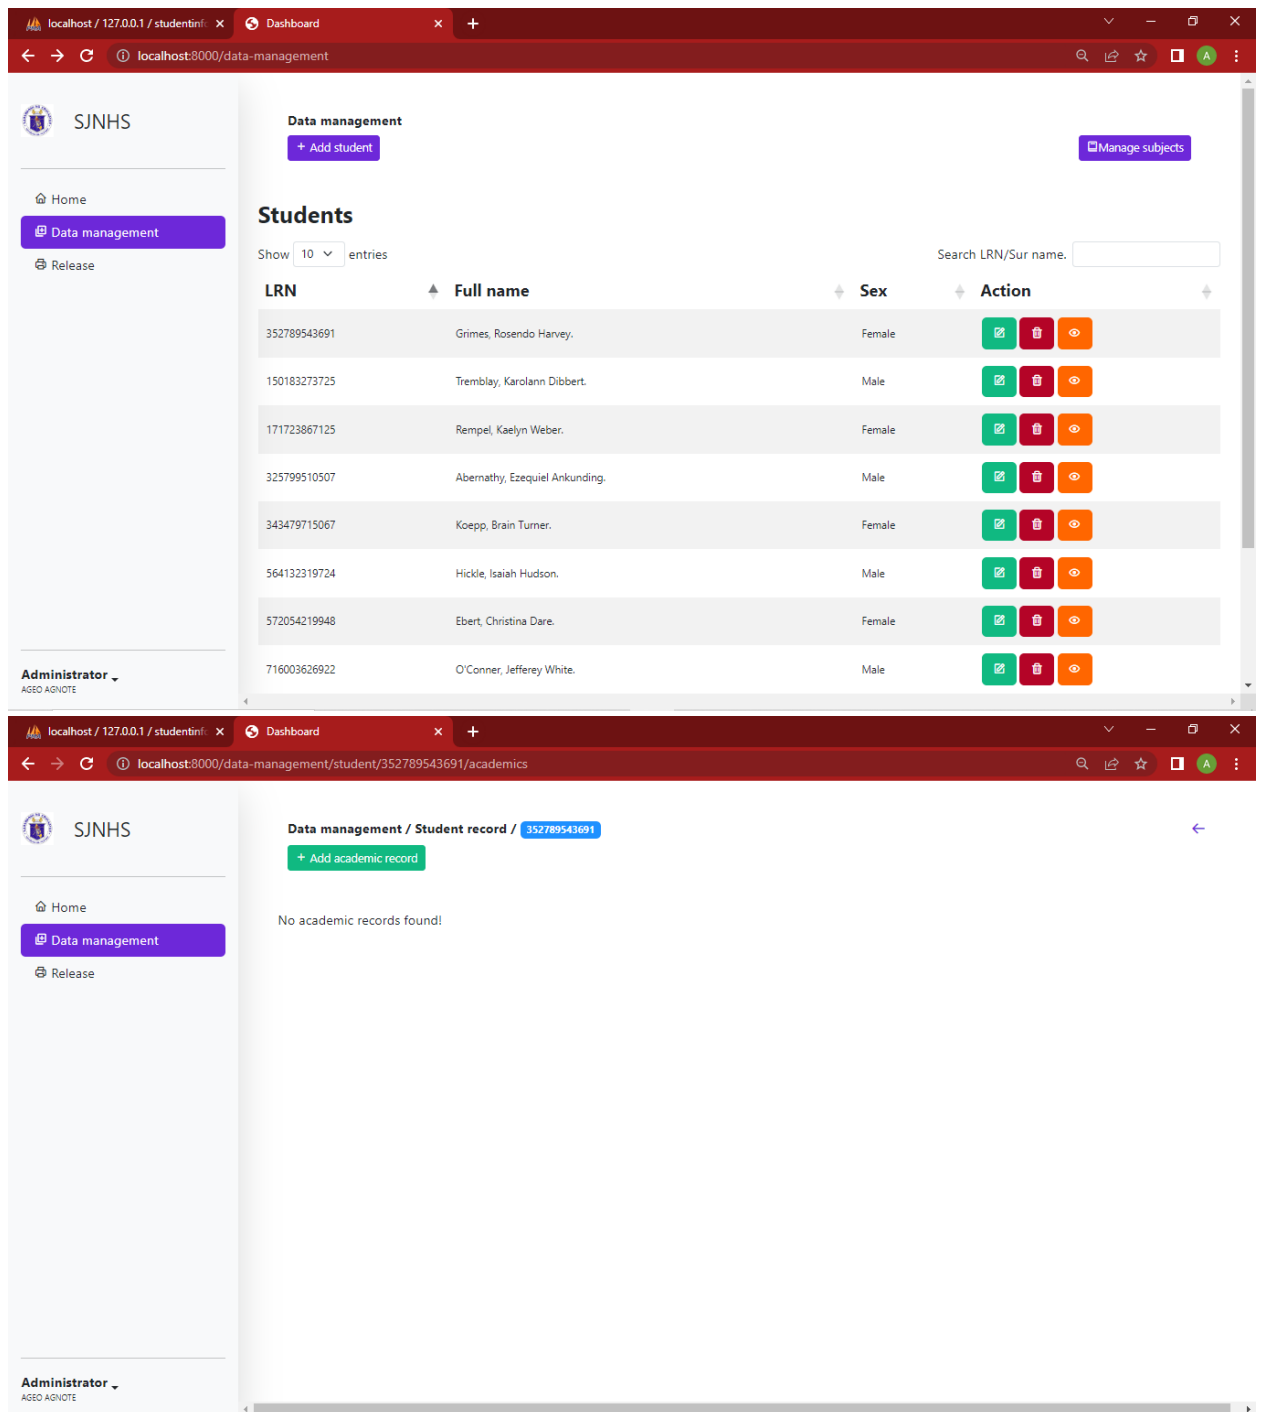 localhost / 127.0.0.1 / studentinfo
Dashboard
localhost:8000/data-management
A
SJNHS
Data management
+ Add student
Manage subjects
Home
Data management
Release
Students
Show 10 entries
Search LRN/Sur name.
LRN Full name Sex Action
352789543691 Grimes, Rosendo Harvey. Female
150183273725 Tremblay, Karolann Dibbert. Male
171723867125 Rempel, Kaelyn Weber. Female
325799510507 Abernathy, Ezequiel Ankunding. Male
343479715067 Koepp, Brain Turner. Female
564132319724 Hickle, Isaiah Hudson. Male
572054219948 Ebert, Christina Dare. Female
716003626922 O'Conner, Jefferey White. Male
Administrator
AGEO AGNOTE
localhost / 127.0.0.1 / studentinfo
Dashboard
localhost:8000/data-management/student/352789543691/academics
A
SJNHS
Data management / Student record / 352789543691
+ Add academic record
Home
Data management
Release
No academic records found!
Administrator
AGEO AGNOTE